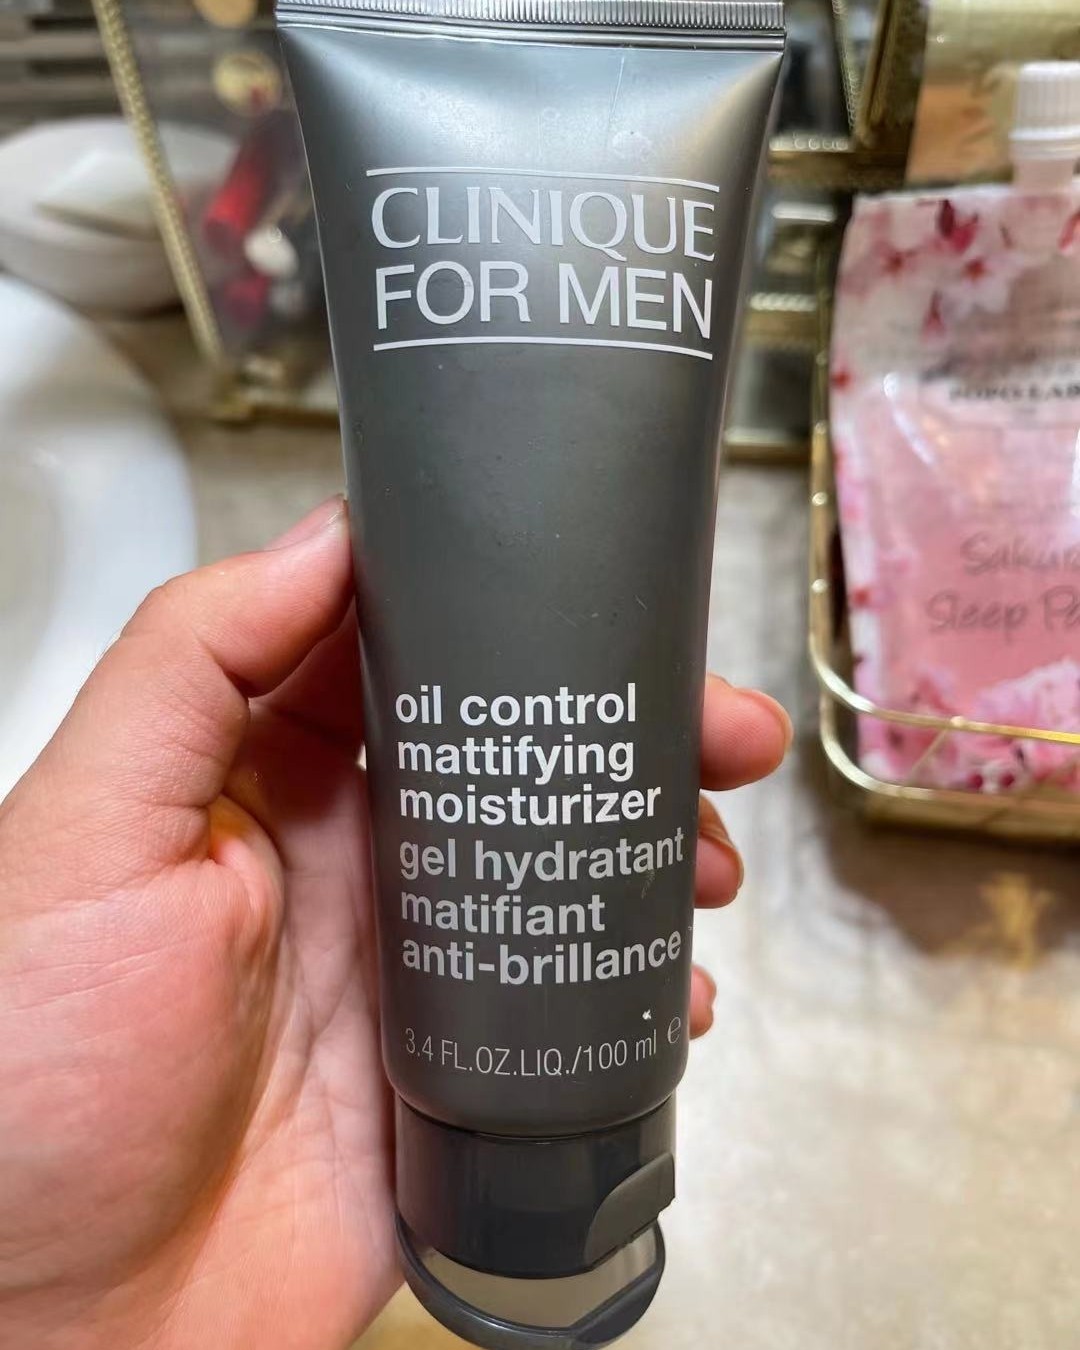 CLINIQUE
FOR MEN
oil control
mattifying
moisturizer
gel hydratant
matifiant
anti-brillance
3.4 FL.OZ.LIQ./100 ml ℮
Sleep